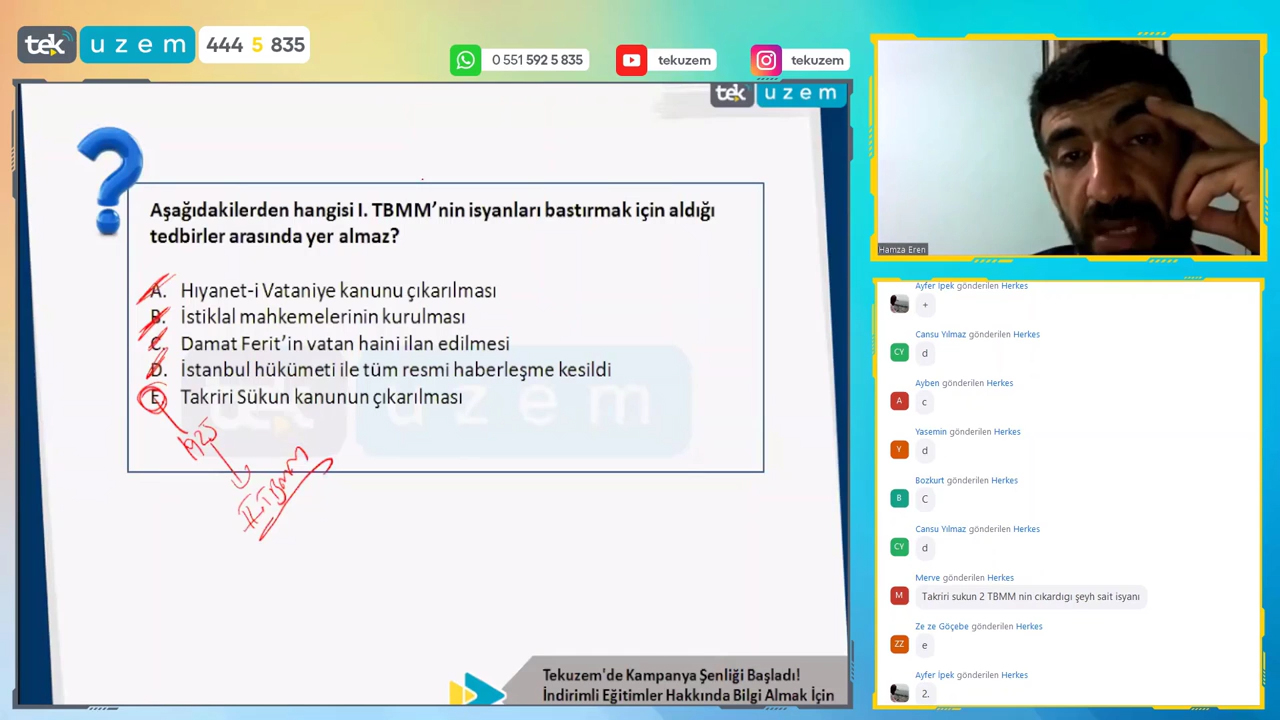 tek uzem 444 5 835
0 551 592 5 835
tekuzem
tekuzem
tek uzem
Aşağıdakilerden hangisi I. TBMM’nin isyanları bastırmak için aldığı
tedbirler arasında yer almaz?
A. Hıyanet-i Vataniye kanunu çıkarılması
B. İstiklal mahkemelerinin kurulması
C. Damat Ferit’in vatan haini ilan edilmesi
D. İstanbul hükümeti ile tüm resmi haberleşme kesildi
E. Takriri Sükun kanunun çıkarılması
tek uzem
1925
II. TBMM
Tekuzem'de Kampanya Şenliği Başladı!
İndirimli Eğitimler Hakkında Bilgi Almak İçin
Hamza Eren
Ayfer İpek gönderilen Herkes
+
Cansu Yılmaz gönderilen Herkes
CY d
Ayben gönderilen Herkes
A c
Yasemin gönderilen Herkes
Y d
Bozkurt gönderilen Herkes
B C
Cansu Yılmaz gönderilen Herkes
CY d
Merve gönderilen Herkes
M Takriri sukun 2 TBMM nin cıkardıgı şeyh sait isyanı
Ze ze Göçebe gönderilen Herkes
ZZ e
Ayfer İpek gönderilen Herkes
2.